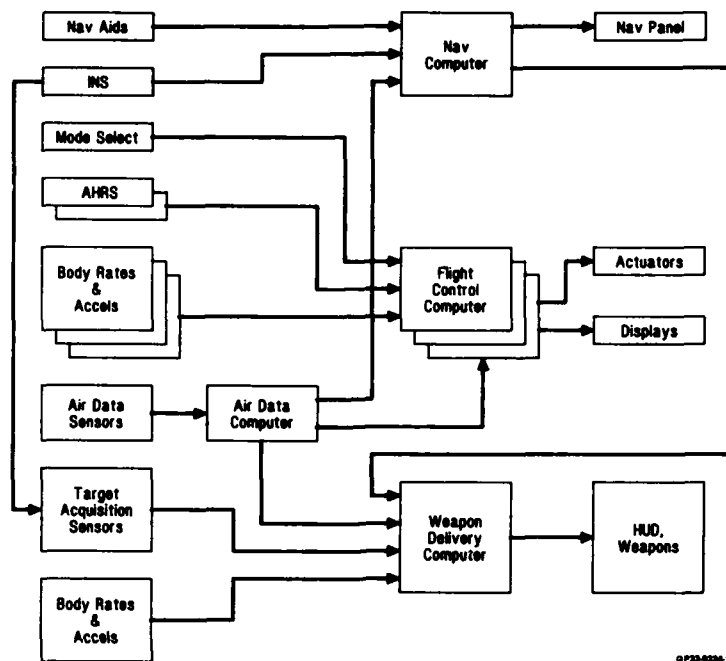 Nav Aids
Nav
Computer
Nav Panel
INS
Mode Select
AHRS
Body Rates
&
Accels
Flight
Control
Computer
Actuators
Displays
Air Data
Sensors
Air Data
Computer
Target
Acquisition
Sensors
Weapon
Delivery
Computer
HUD,
Weapons
Body Rates
&
Accels